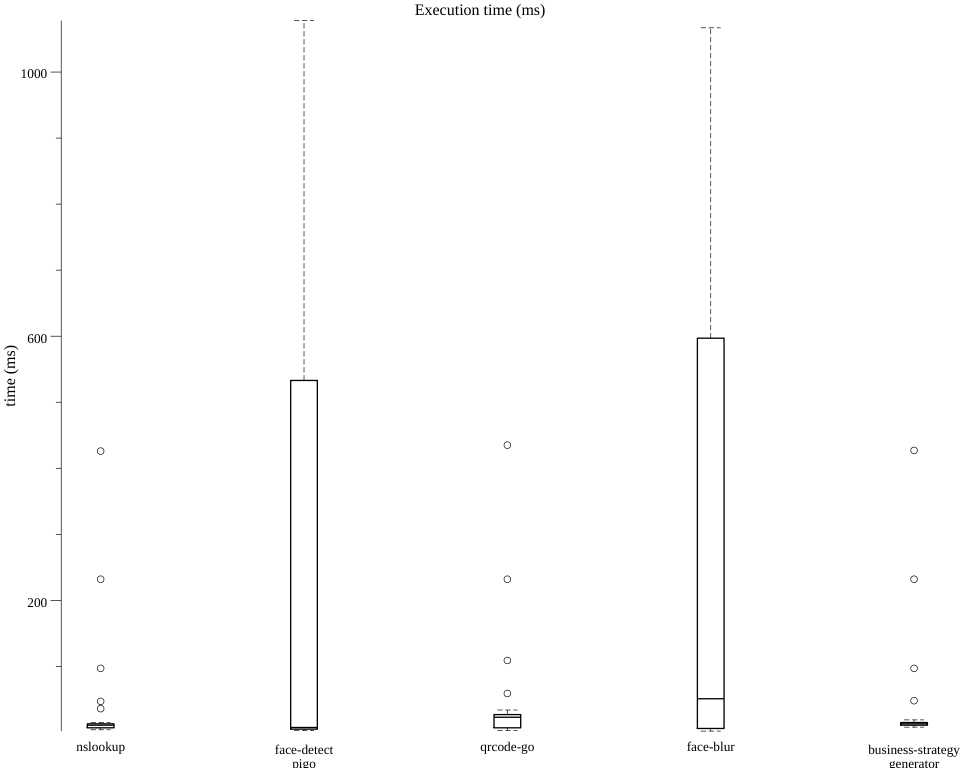 Execution time (ms)
1000
600
200
time (ms)
nslookup
face-detect
pigo
qrcode-go
face-blur
business-strategy
generator